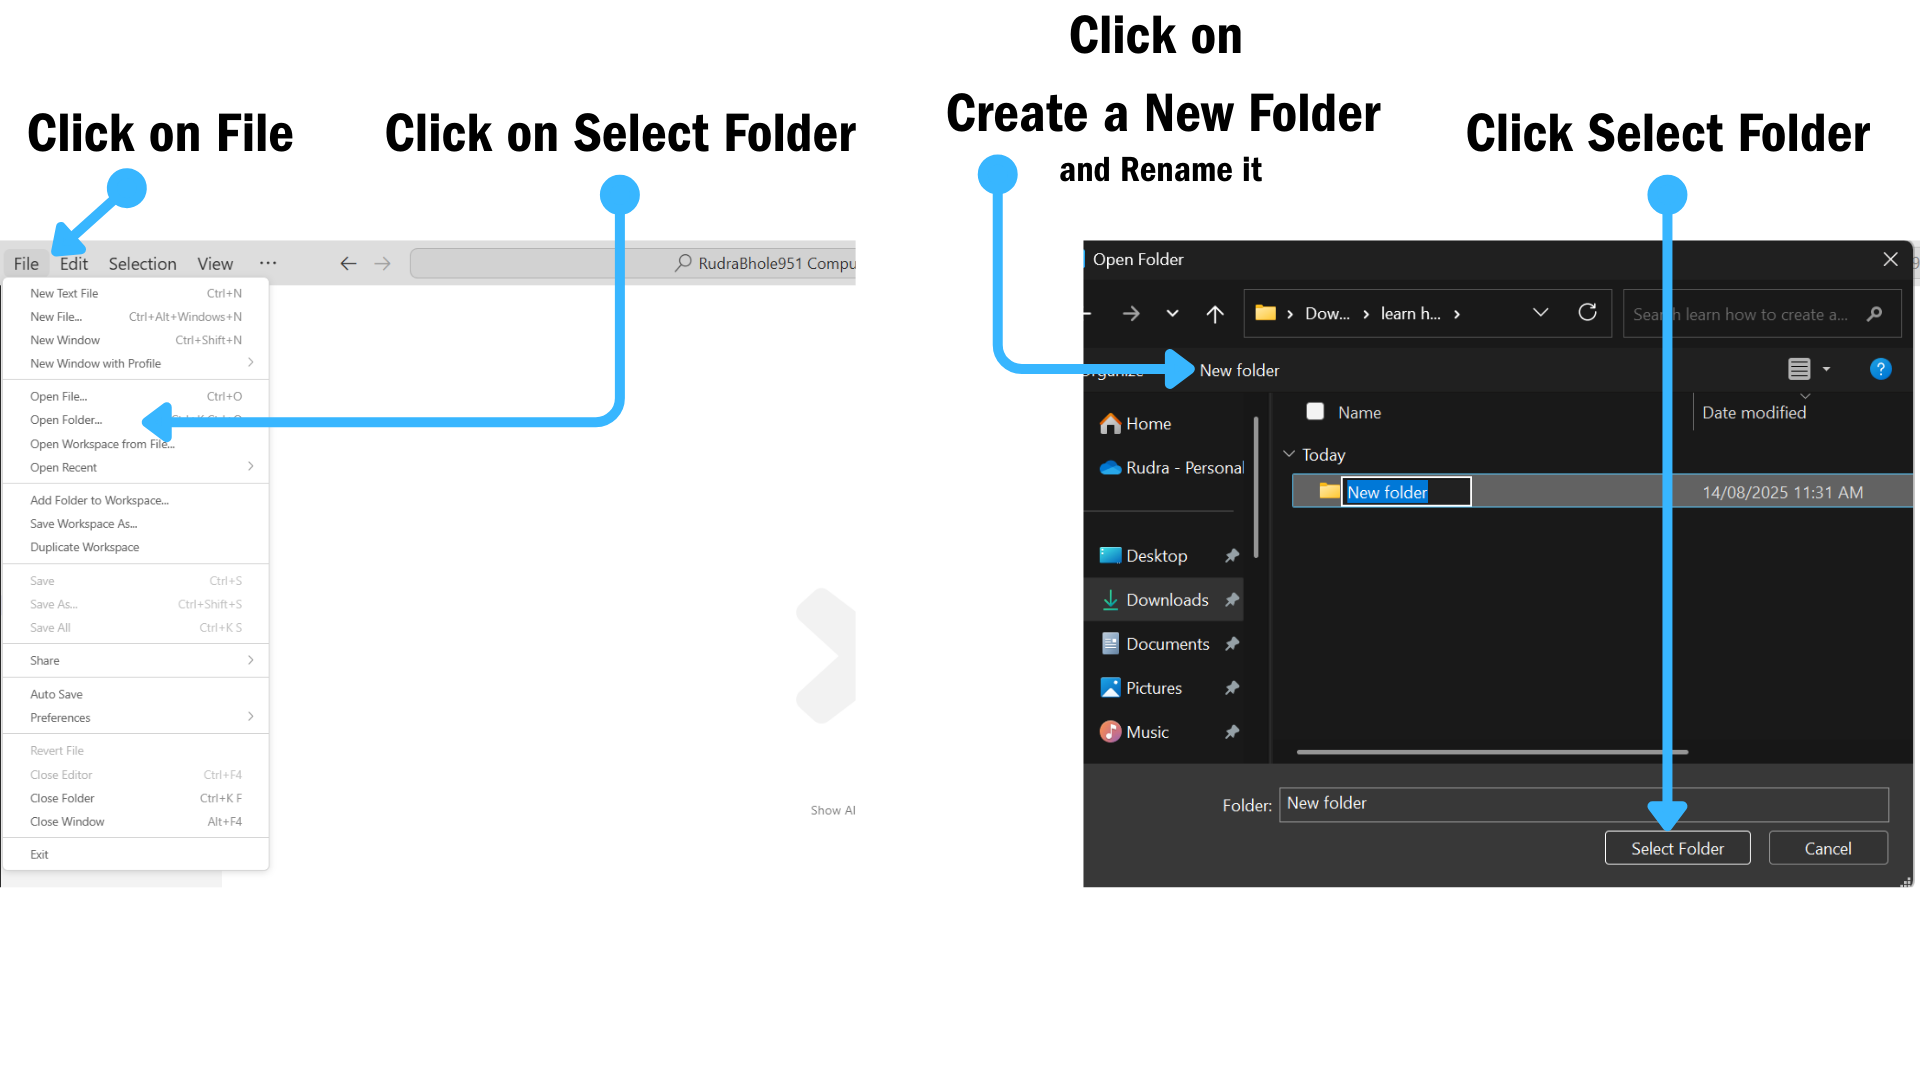 Click on File
Click on Select Folder
Click on
Create a New Folder
and Rename it
Click Select Folder
File Edit Selection View ...
RudraBhole951 Compu
New Text File Ctrl+N
New File... Ctrl+Alt+Windows+N
New Window Ctrl+Shift+N
New Window with Profile
Open File... Ctrl+O
Open Folder...
Open Workspace from File...
Open Recent
Add Folder to Workspace...
Save Workspace As...
Duplicate Workspace
Save Ctrl+S
Save As... Ctrl+Shift+S
Save All Ctrl+K S
Share
Auto Save
Preferences
Revert File
Close Editor Ctrl+F4
Close Folder Ctrl+K F
Close Window Alt+F4
Exit
Show Al
Open Folder
Dow... learn h...
Search learn how to create a...
Organize New folder
Home
Rudra - Personal
Desktop
Downloads
Documents
Pictures
Music
Name Date modified
Today
New folder 14/08/2025 11:31 AM
Folder: New folder
Select Folder Cancel